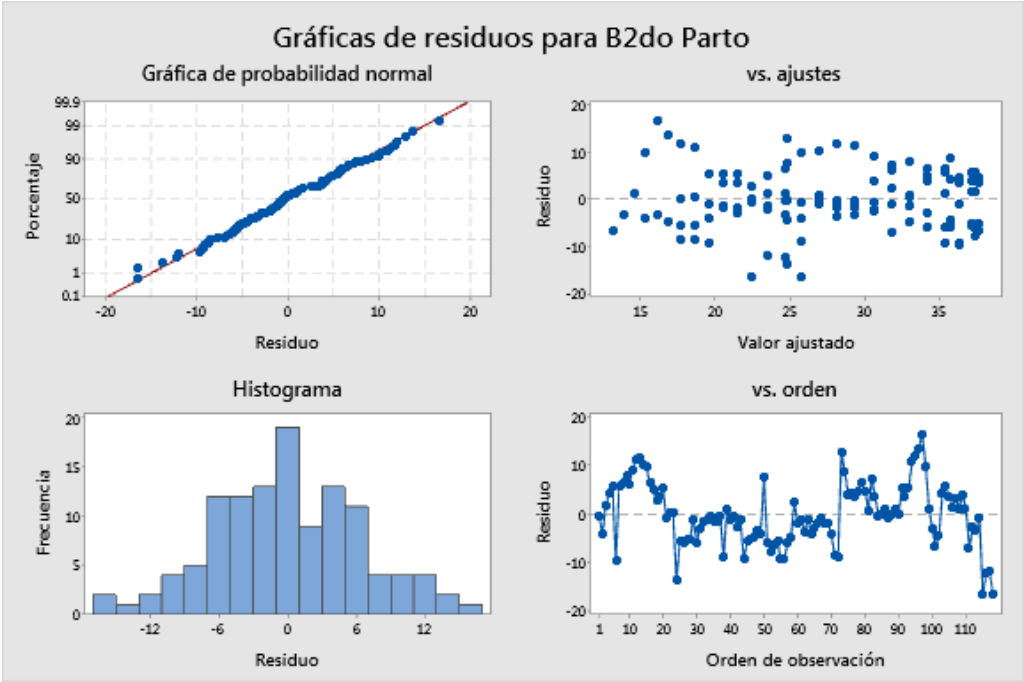 Gráficas de residuos para B2do Parto
Gráfica de probabilidad normal
99.9
99
90
50
10
1
0.1
Porcentaje
-20 -10 0 10 20
Residuo
vs. ajustes
20
10
0
-10
-20
Residuo
15 20 25 30 35
Valor ajustado
Histograma
20
15
10
5
0
Frecuencia
-12 -6 0 6 12
Residuo
vs. orden
20
10
0
-10
-20
Residuo
1 10 20 30 40 50 60 70 80 90 100 110
Orden de observación